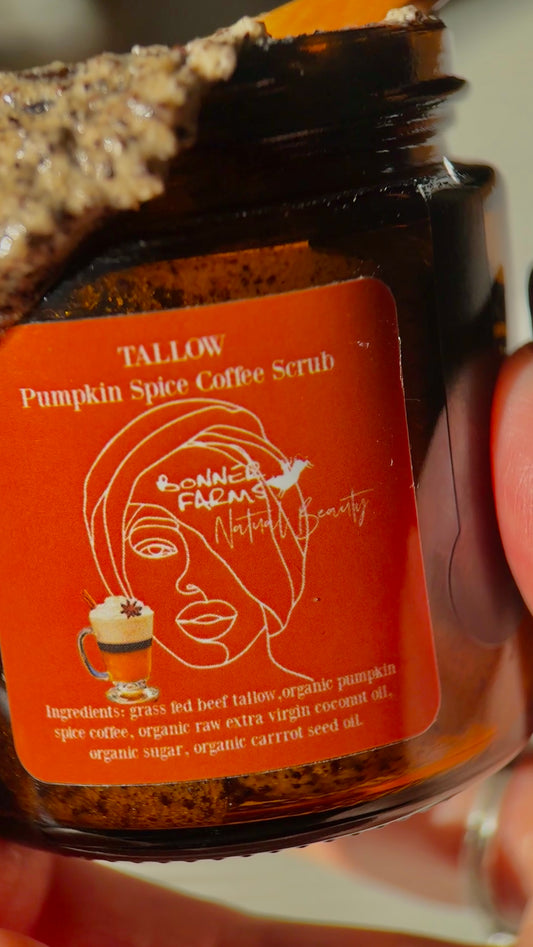 TALLOW
Pumpkin Spice Coffee Scrub
BONNER
FARMS
Natural Beauty
Ingredients: grass fed beef tallow,organic pumpkin
spice coffee, organic raw extra virgin coconut oil,
organic sugar, organic carrrot seed oil.